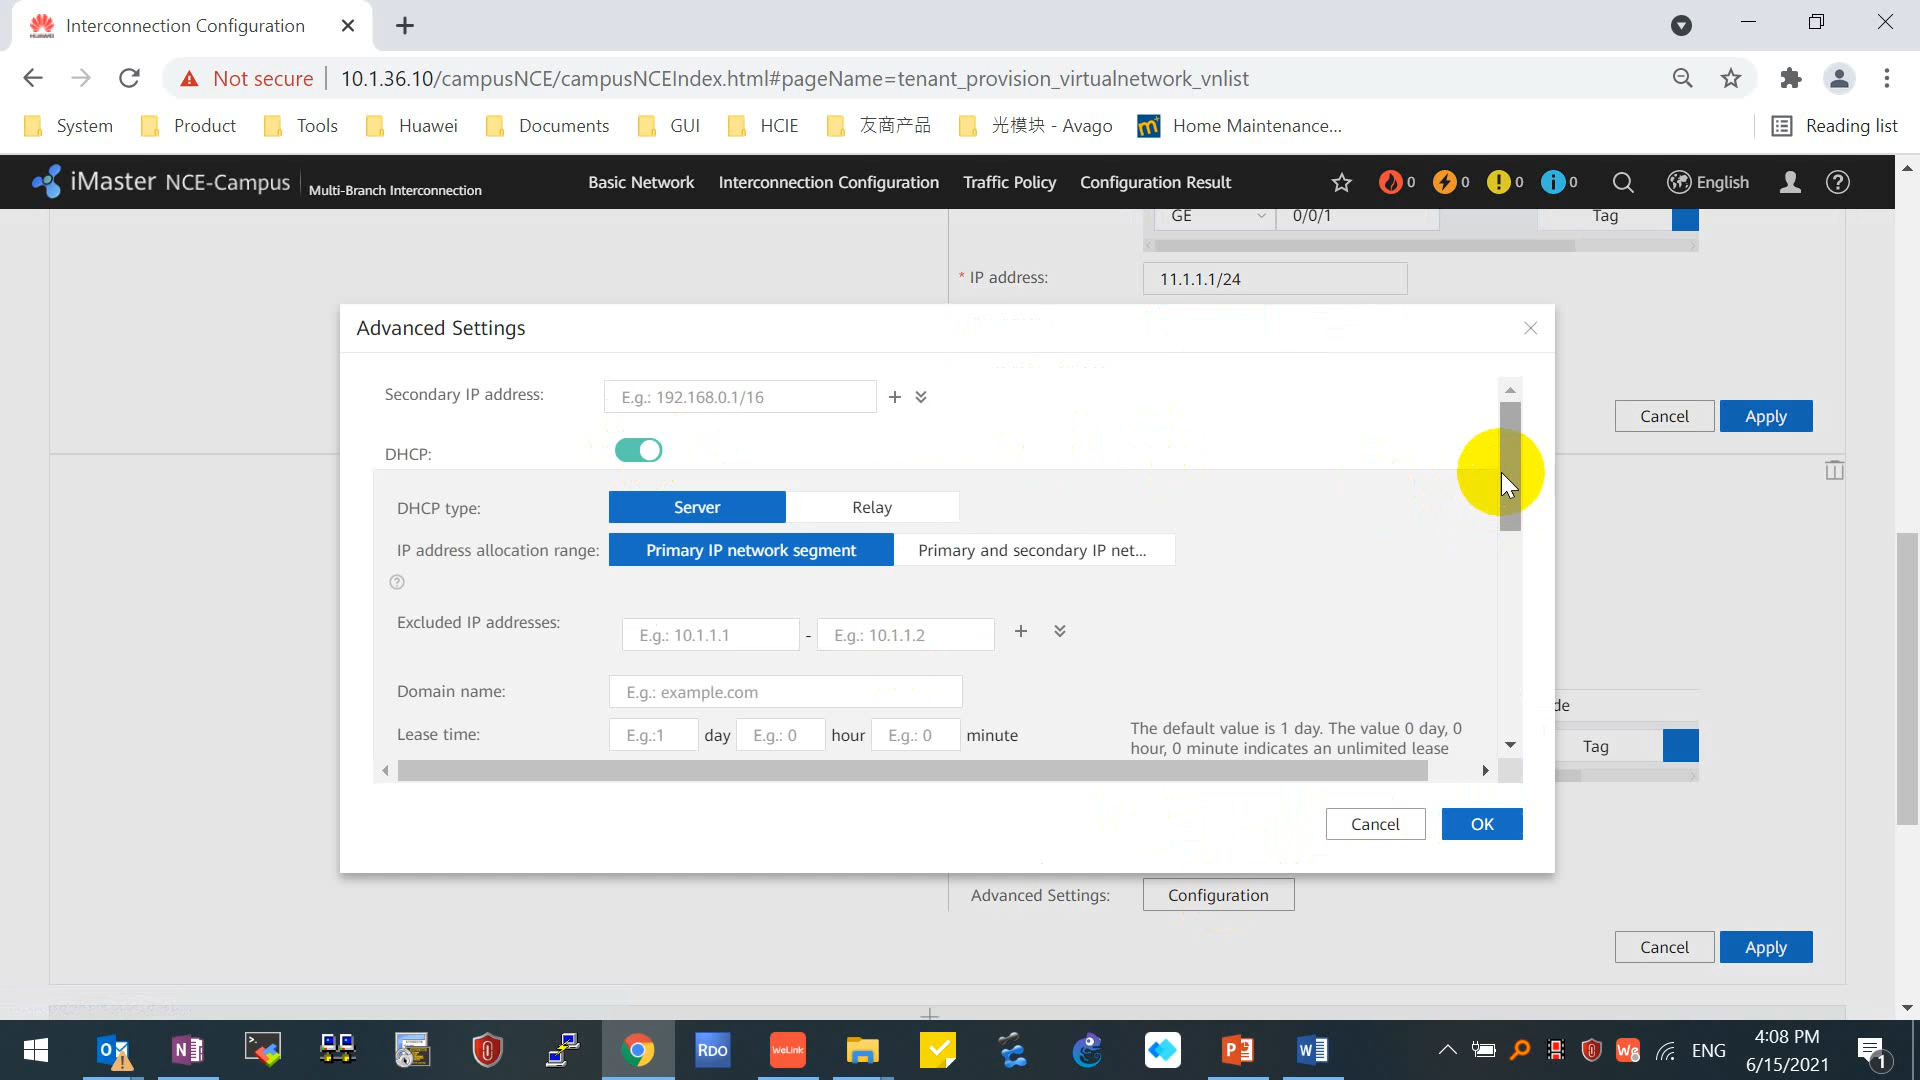 Interconnection Configuration
Not secure
10.1.36.10/campusNCE/campusNCEIndex.html#pageName=tenant_provision_virtualnetwork_vnlist
System
Product
Tools
Huawei
Documents
GUI
HCIE
友商产品
光模块 - Avago
Home Maintenance...
Reading list
iMaster NCE-Campus
Multi-Branch Interconnection
Basic Network
Interconnection Configuration
Traffic Policy
Configuration Result
0
0
0
0
English
GE
0/0/1
Tag
* IP address:
11.1.1.1/24
Advanced Settings
Secondary IP address:
E.g.: 192.168.0.1/16
Cancel
Apply
DHCP:
DHCP type:
Server
Relay
IP address allocation range:
Primary IP network segment
Primary and secondary IP net...
Excluded IP addresses:
E.g.: 10.1.1.1
-
E.g.: 10.1.1.2
Domain name:
E.g.: example.com
Lease time:
E.g.:1
day
E.g.: 0
hour
E.g.: 0
minute
The default value is 1 day. The value 0 day, 0
hour, 0 minute indicates an unlimited lease
de
Tag
Cancel
OK
Advanced Settings:
Configuration
Cancel
Apply
RDO
WeLink
ENG
4:08 PM
6/15/2021
1